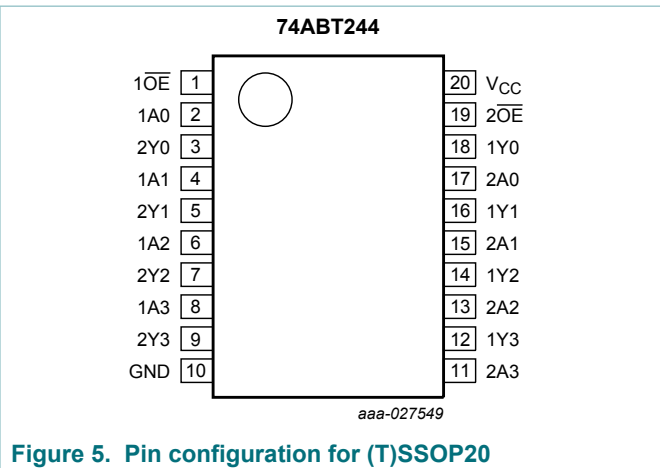 74ABT244
1O̅E̅ 1 20 VCC
1A0 2 19 2O̅E̅
2Y0 3 18 1Y0
1A1 4 17 2A0
2Y1 5 16 1Y1
1A2 6 15 2A1
2Y2 7 14 1Y2
1A3 8 13 2A2
2Y3 9 12 1Y3
GND 10 11 2A3
aaa-027549
Figure 5. Pin configuration for (T)SSOP20